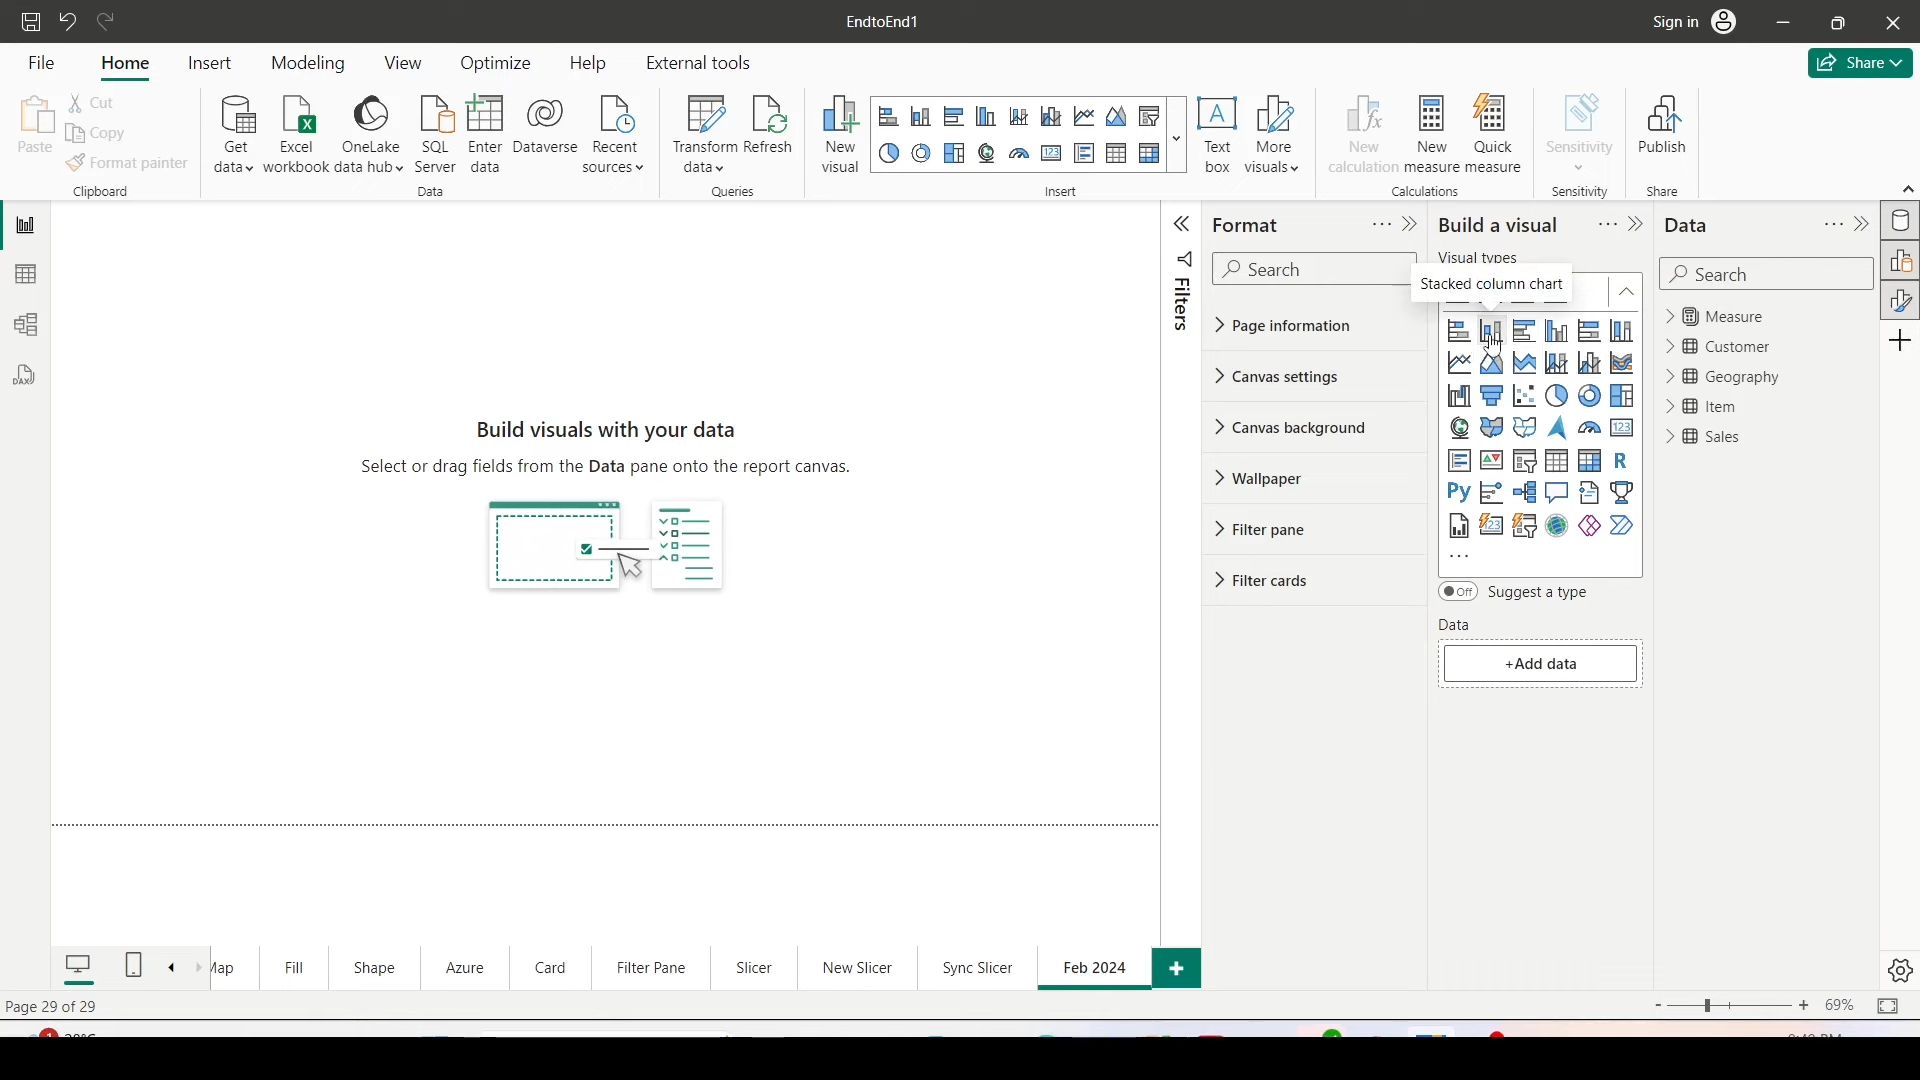 EndtoEnd1
Sign in
File Home Insert Modeling View Optimize Help External tools
Share
Paste
Cut
Copy
Format painter
Clipboard
Get data
Excel workbook
OneLake data hub
SQL Server
Enter data
Dataverse
Recent sources
Data
Transform data
Refresh
Queries
New visual
Text box
More visuals
Insert
New calculation
New measure
Quick measure
Calculations
Sensitivity
Sensitivity
Publish
Share
Build visuals with your data
Select or drag fields from the Data pane onto the report canvas.
Filters
Format
Search
Page information
Canvas settings
Canvas background
Wallpaper
Filter pane
Filter cards
Build a visual
Visual types
Stacked column chart
123
R
Py
123
Off Suggest a type
Data
+Add data
Data
Search
Measure
Customer
Geography
Item
Sales
DAX
Map Fill Shape Azure Card Filter Pane Slicer New Slicer Sync Slicer Feb 2024
Page 29 of 29
- + 69%